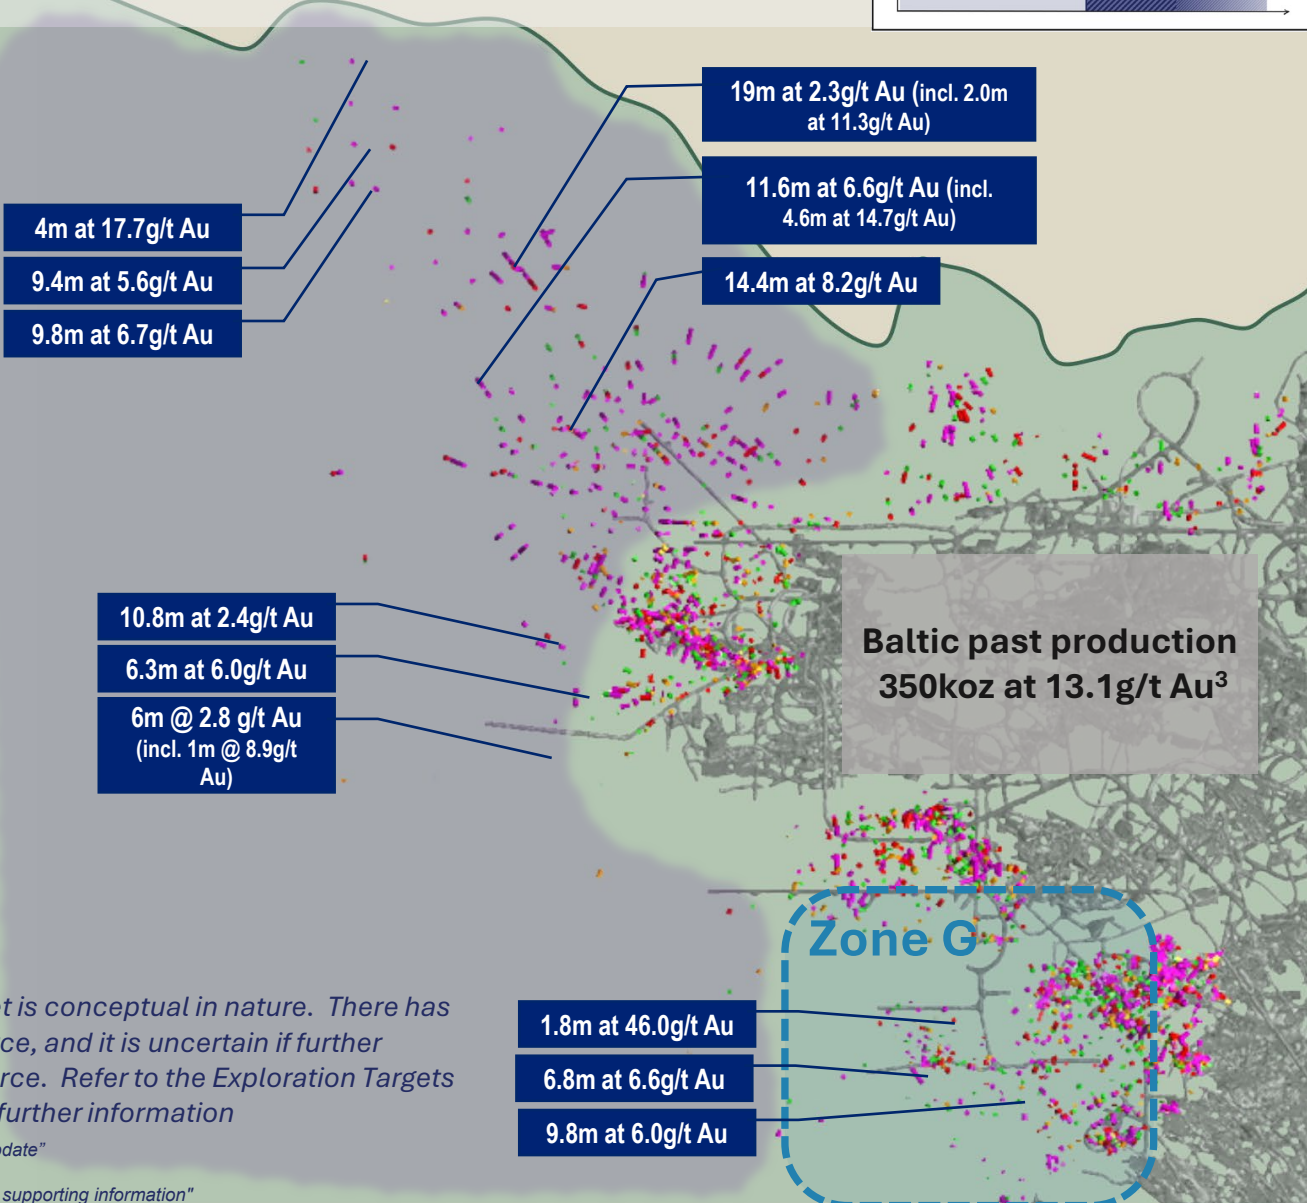 19m at 2.3g/t Au (incl. 2.0m
at 11.3g/t Au)
11.6m at 6.6g/t Au (incl.
4.6m at 14.7g/t Au)
14.4m at 8.2g/t Au
4m at 17.7g/t Au
9.4m at 5.6g/t Au
9.8m at 6.7g/t Au
10.8m at 2.4g/t Au
6.3m at 6.0g/t Au
6m @ 2.8 g/t Au
(incl. 1m @ 8.9g/t
Au)
Baltic past production
350koz at 13.1g/t Au³
Zone G
1.8m at 46.0g/t Au
6.8m at 6.6g/t Au
9.8m at 6.0g/t Au
is conceptual in nature. There has
and it is uncertain if further
Refer to the Exploration Targets
further information
supporting information"